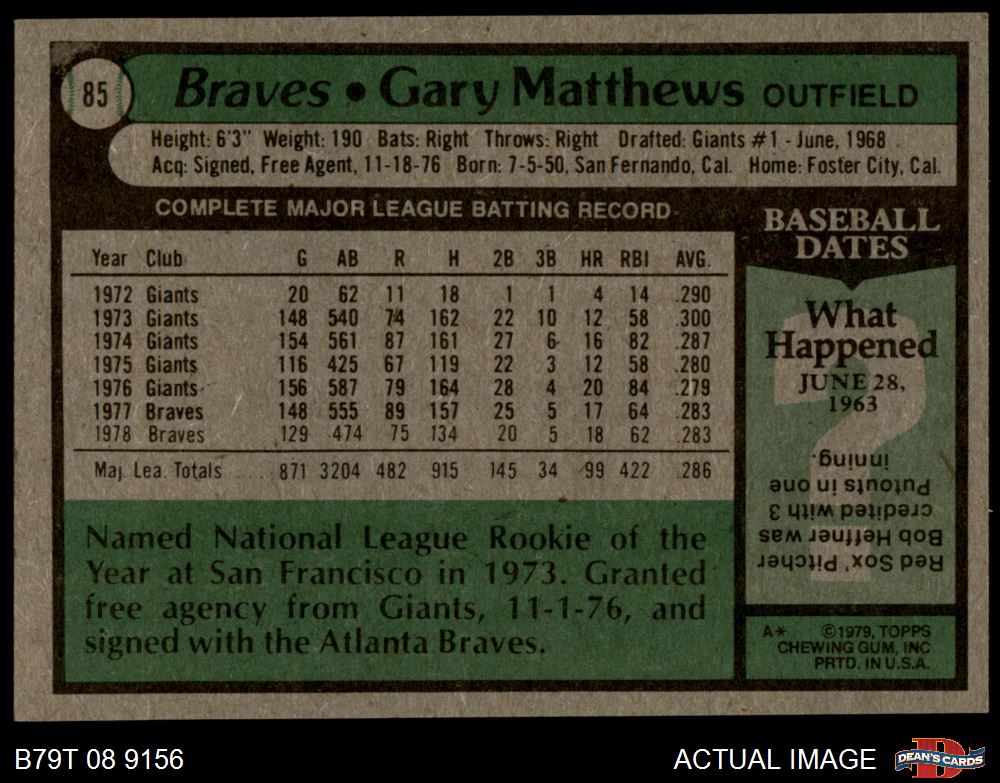 85
Braves • Gary Matthews OUTFIELD
Height: 6'3" Weight: 190 Bats: Right Throws: Right Drafted: Giants #1 - June, 1968
Acq: Signed, Free Agent, 11-18-76 Born: 7-5-50, San Fernando, Cal. Home: Foster City, Cal.
COMPLETE MAJOR LEAGUE BATTING RECORD
Year Club G AB R H 2B 3B HR RBI AVG.
1972 Giants 20 62 11 18 1 1 4 14 .290
1973 Giants 148 540 74 162 22 10 12 58 .300
1974 Giants 154 561 87 161 27 6 16 82 .287
1975 Giants 116 425 67 119 22 3 12 58 .280
1976 Giants 156 587 79 164 28 4 20 84 .279
1977 Braves 148 555 89 157 25 5 17 64 .283
1978 Braves 129 474 75 134 20 5 18 62 .283
Maj. Lea. Totals . . . . 871 3204 482 915 145 34 99 422 .286
Named National League Rookie of the
Year at San Francisco in 1973. Granted
free agency from Giants, 11-1-76, and
signed with the Atlanta Braves.
BASEBALL
DATES
What
Happened
JUNE 28,
1963
?
Red Sox' Pitcher
Bob Heffner was
credited with 3
Putouts in one
inning.
A* ©1979, TOPPS
CHEWING GUM, INC
PRTD. IN U.S.A.
B79T 08 9156
ACTUAL IMAGE
D
DEAN'S CARDS